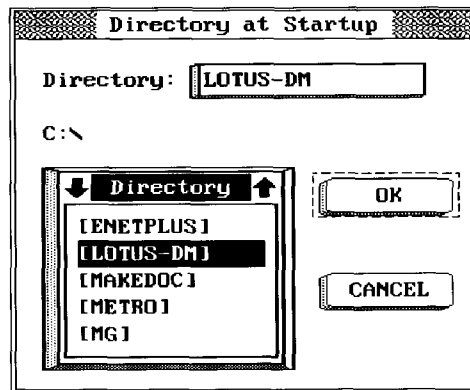 Directory at Startup
Directory: LOTUS-DM
C:\
Directory
[ENETPLUS]
[LOTUS-DM]
[MAKEDOC]
[METRO]
[MG]
OK
CANCEL